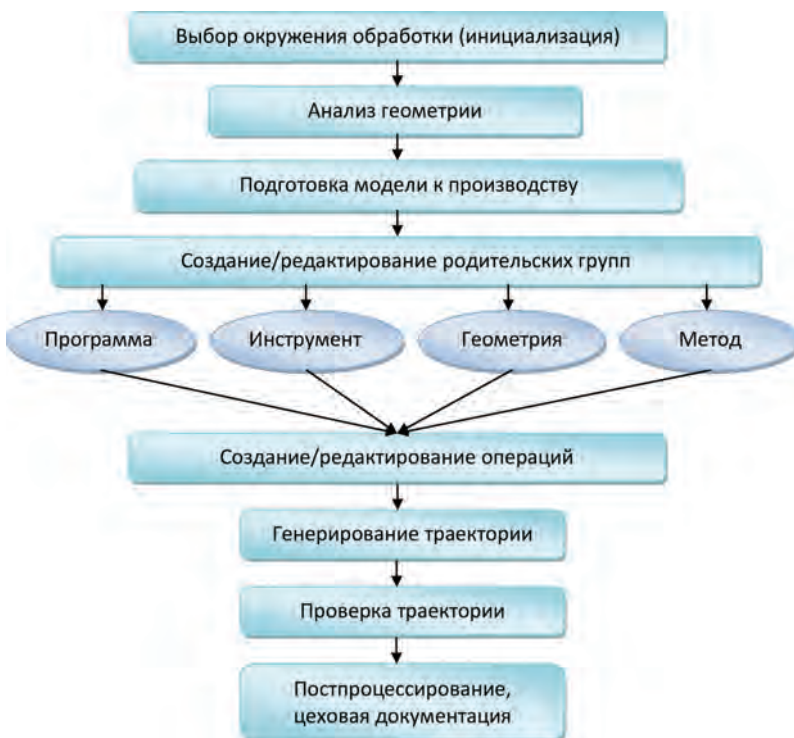 Выбор окружения обработки (инициализация)
Анализ геометрии
Подготовка модели к производству
Создание/редактирование родительских групп
Программа
Инструмент
Геометрия
Метод
Создание/редактирование операций
Генерирование траектории
Проверка траектории
Постпроцессирование,
цеховая документация